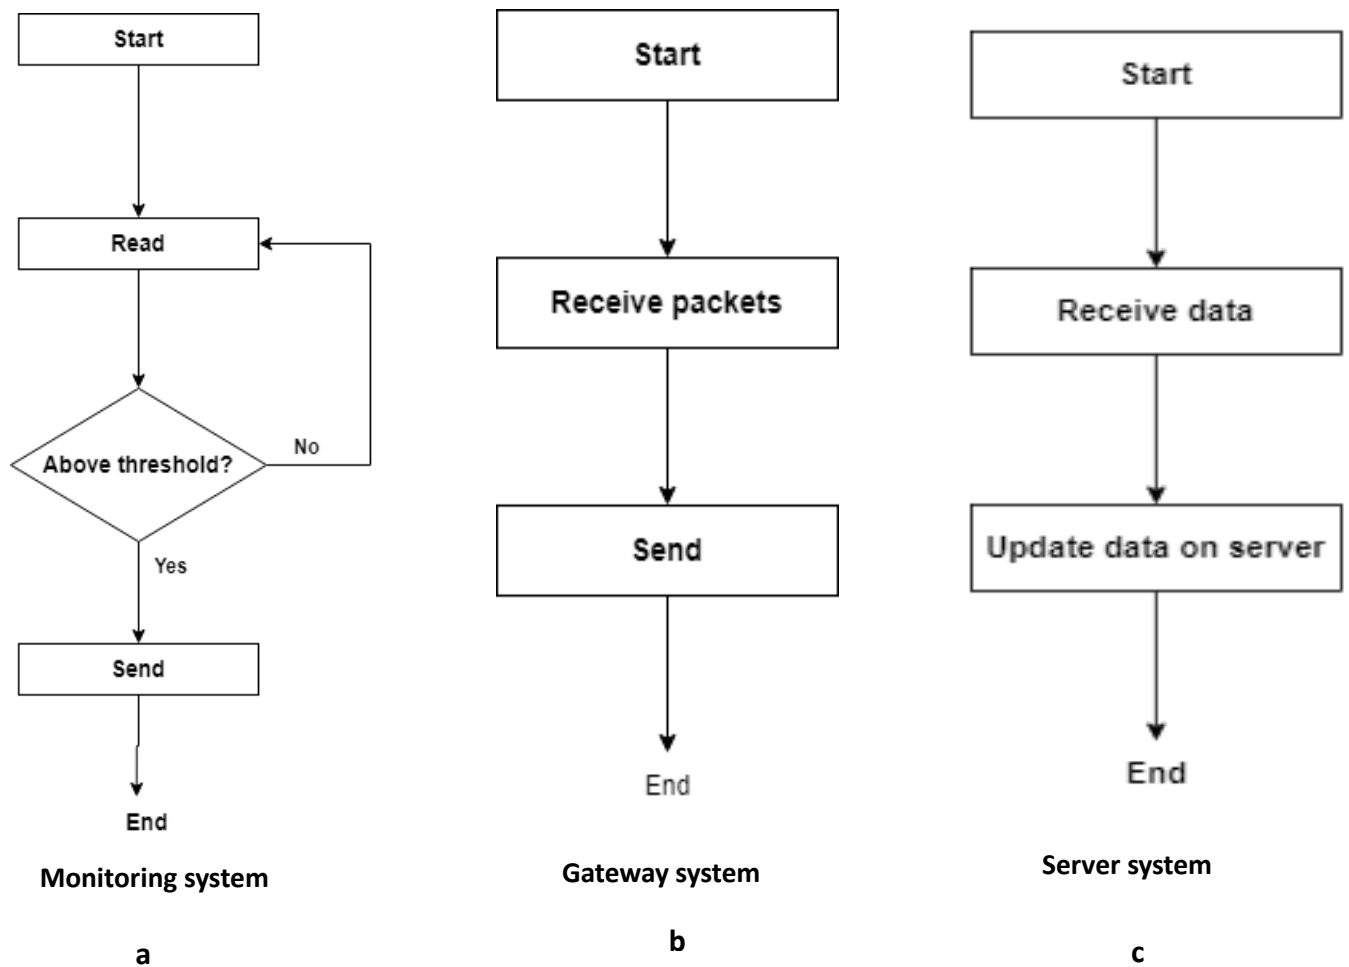 Start
Read
Above threshold?
No
Yes
Send
End
Monitoring system
a
Start
Receive packets
Send
End
Gateway system
b
Start
Receive data
Update data on server
End
Server system
c